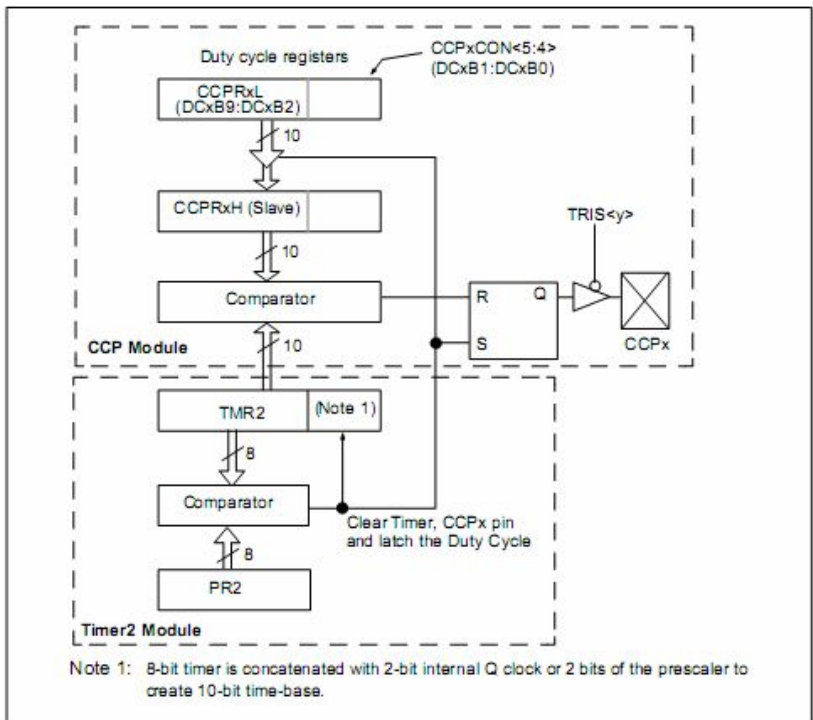 Duty cycle registers
CCPxCON<5:4>
(DCxB1:DCxB0)
CCPRxL
(DCxB9:DCxB2)
10
CCPRxH (Slave)
10
TRIS<y>
Comparator
R
Q
S
CCPx
CCP Module
10
TMR2
(Note 1)
8
Comparator
Clear Timer, CCPx pin
and latch the Duty Cycle
8
PR2
Timer2 Module
Note 1: 8-bit timer is concatenated with 2-bit internal Q clock or 2 bits of the prescaler to
create 10-bit time-base.